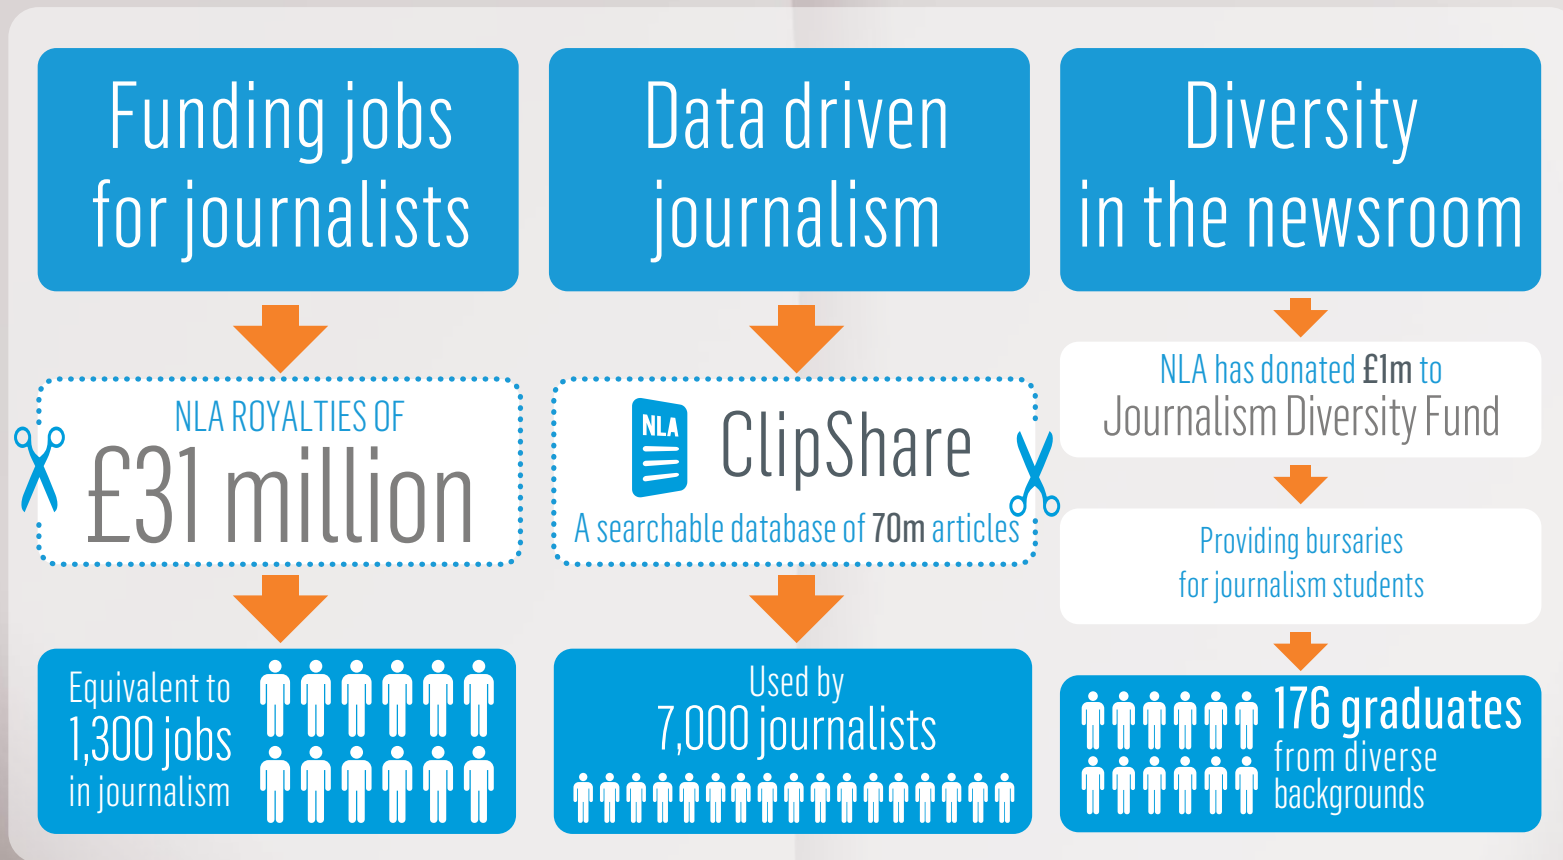 Funding jobs
for journalists
NLA ROYALTIES OF
£31 million
Equivalent to
1,300 jobs
in journalism
Data driven
journalism
NLA
ClipShare
A searchable database of 70m articles
Used by
7,000 journalists
Diversity
in the newsroom
NLA has donated £1m to
Journalism Diversity Fund
Providing bursaries
for journalism students
176 graduates
from diverse
backgrounds